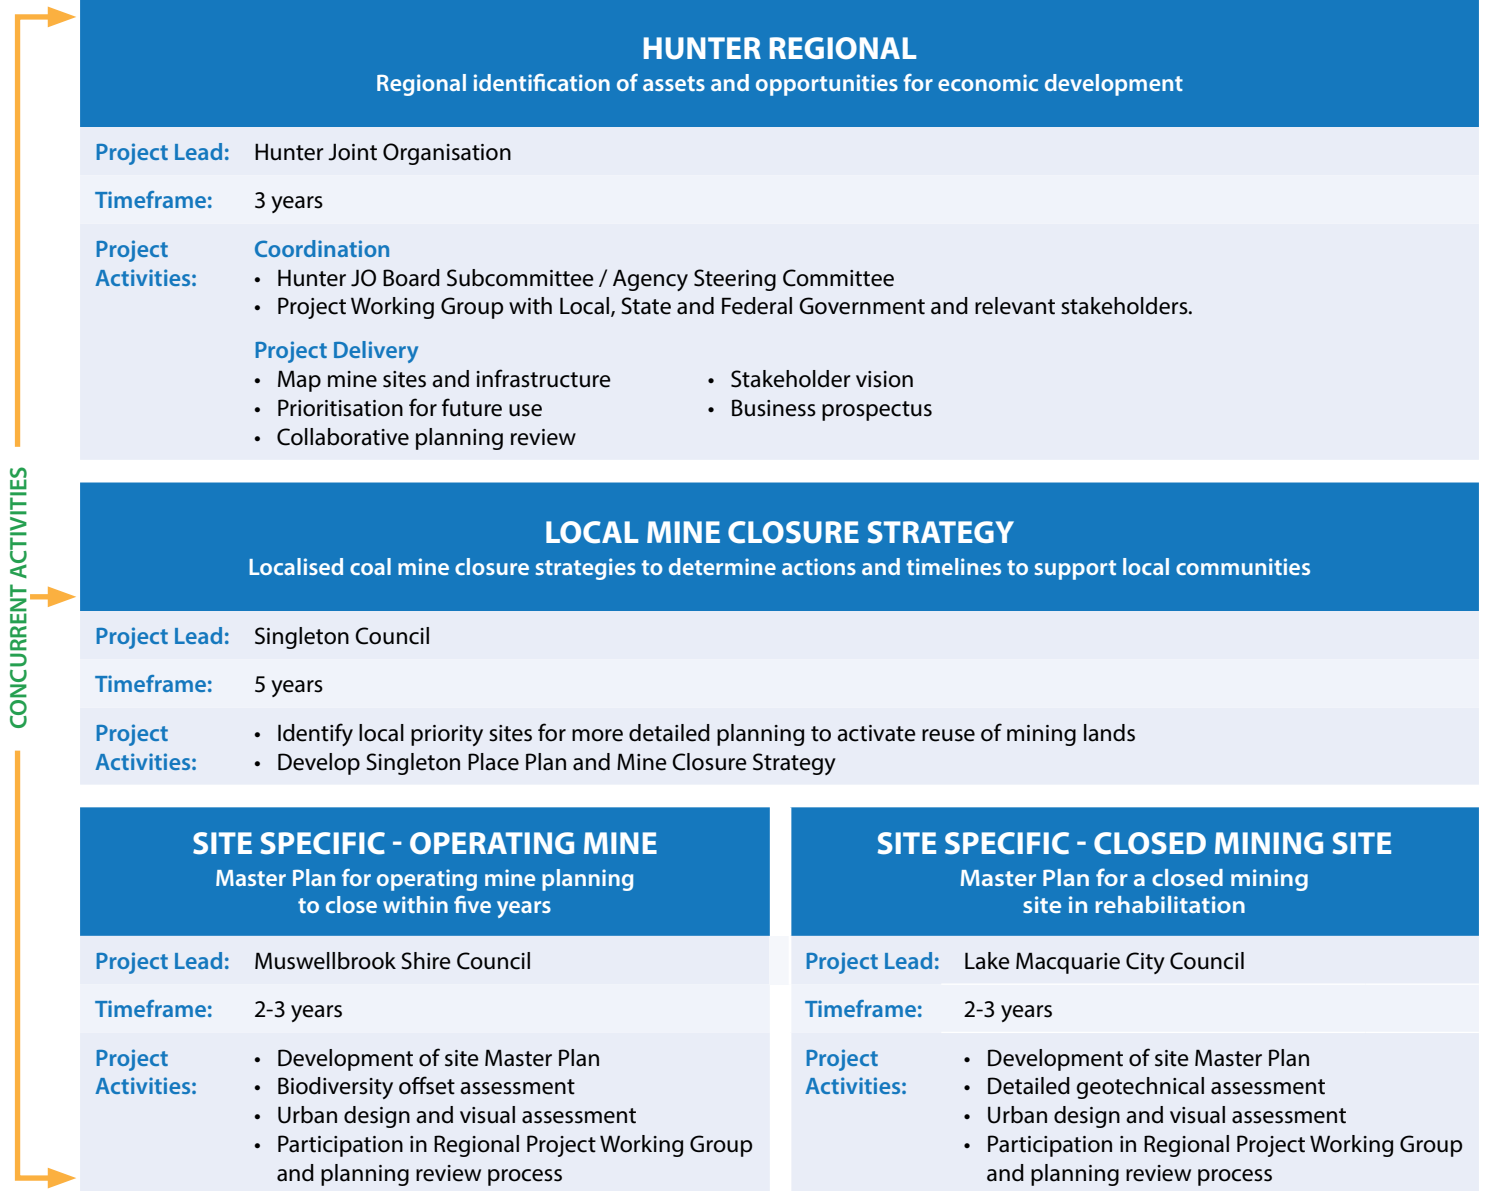 HUNTER REGIONAL
Regional identification of assets and opportunities for economic development
Project Lead: Hunter Joint Organisation
Timeframe: 3 years
Project Activities:
Coordination
• Hunter JO Board Subcommittee / Agency Steering Committee
• Project Working Group with Local, State and Federal Government and relevant stakeholders.
Project Delivery
• Map mine sites and infrastructure
• Prioritisation for future use
• Collaborative planning review
• Stakeholder vision
• Business prospectus
CONCURRENT ACTIVITIES
LOCAL MINE CLOSURE STRATEGY
Localised coal mine closure strategies to determine actions and timelines to support local communities
Project Lead: Singleton Council
Timeframe: 5 years
Project Activities:
• Identify local priority sites for more detailed planning to activate reuse of mining lands
• Develop Singleton Place Plan and Mine Closure Strategy
SITE SPECIFIC - OPERATING MINE
Master Plan for operating mine planning
to close within five years
Project Lead: Muswellbrook Shire Council
Timeframe: 2-3 years
Project Activities:
• Development of site Master Plan
• Biodiversity offset assessment
• Urban design and visual assessment
• Participation in Regional Project Working Group
and planning review process
SITE SPECIFIC - CLOSED MINING SITE
Master Plan for a closed mining
site in rehabilitation
Project Lead: Lake Macquarie City Council
Timeframe: 2-3 years
Project Activities:
• Development of site Master Plan
• Detailed geotechnical assessment
• Urban design and visual assessment
• Participation in Regional Project Working Group
and planning review process